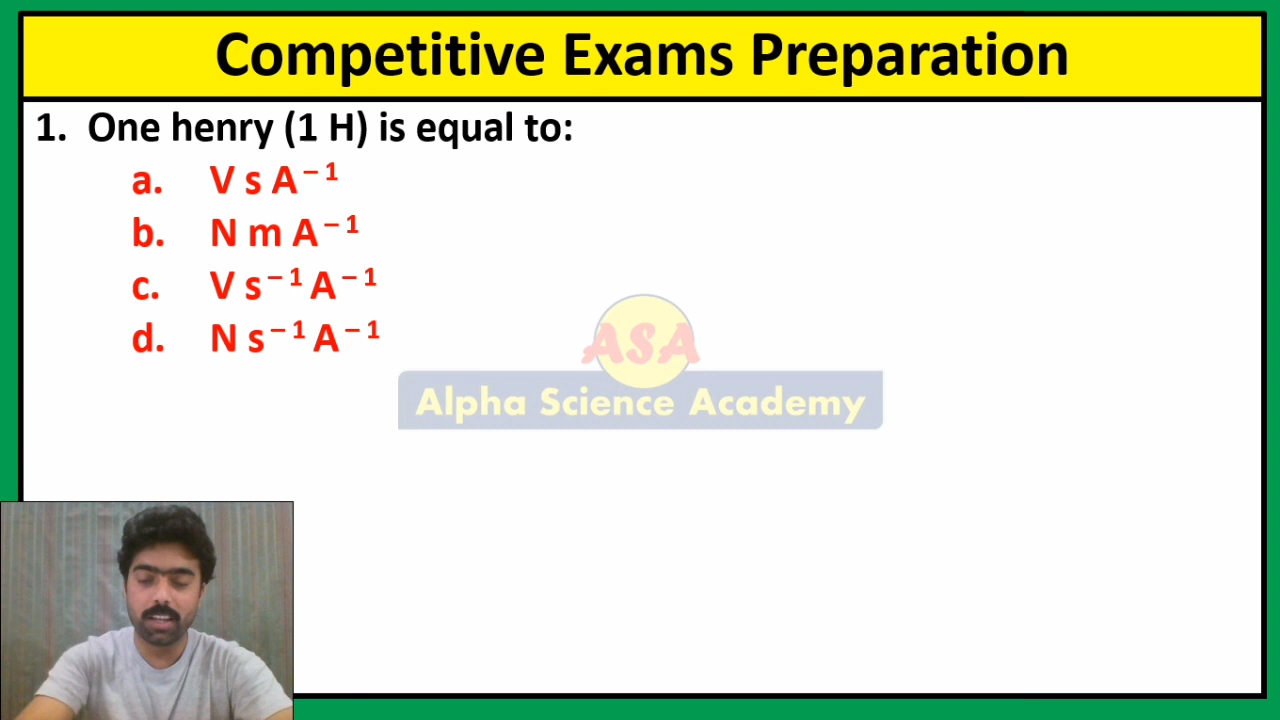 Competitive Exams Preparation
1. One henry (1 H) is equal to:
a. V s A⁻¹
b. N m A⁻¹
c. V s⁻¹ A⁻¹
d. N s⁻¹ A⁻¹
ASA
Alpha Science Academy